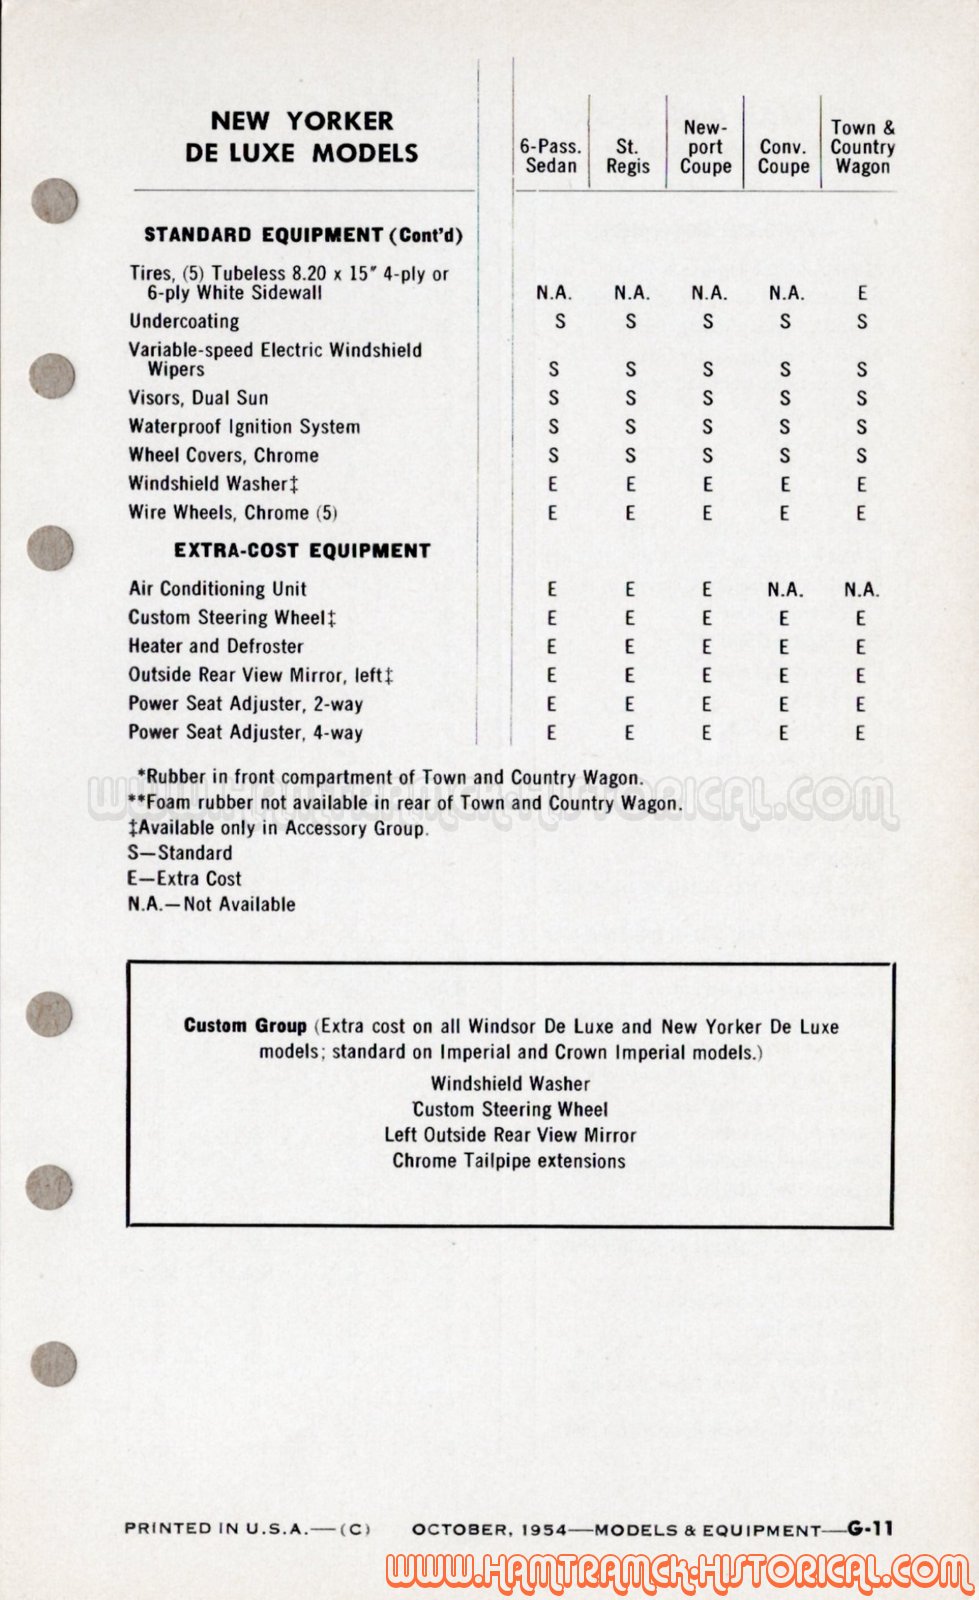 NEW YORKER
DE LUXE MODELS
6-Pass. Sedan | St. Regis | New-port Coupe | Conv. Coupe | Town & Country Wagon
STANDARD EQUIPMENT (Cont'd)
Tires, (5) Tubeless 8.20 x 15″ 4-ply or
6-ply White Sidewall N.A. N.A. N.A. N.A. E
Undercoating S S S S S
Variable-speed Electric Windshield
Wipers S S S S S
Visors, Dual Sun S S S S S
Waterproof Ignition System S S S S S
Wheel Covers, Chrome S S S S S
Windshield Washer‡ E E E E E
Wire Wheels, Chrome (5) E E E E E
EXTRA-COST EQUIPMENT
Air Conditioning Unit E E E N.A. N.A.
Custom Steering Wheel‡ E E E E E
Heater and Defroster E E E E E
Outside Rear View Mirror, left‡ E E E E E
Power Seat Adjuster, 2-way E E E E E
Power Seat Adjuster, 4-way E E E E E
*Rubber in front compartment of Town and Country Wagon.
WWW.HAMTRAMCK-HISTORICAL.COM
**Foam rubber not available in rear of Town and Country Wagon.
‡Available only in Accessory Group.
S—Standard
E—Extra Cost
N.A.—Not Available
Custom Group (Extra cost on all Windsor De Luxe and New Yorker De Luxe
models; standard on Imperial and Crown Imperial models.)
Windshield Washer
Custom Steering Wheel
Left Outside Rear View Mirror
Chrome Tailpipe extensions
PRINTED IN U.S.A.—(C) OCTOBER, 1954—MODELS & EQUIPMENT—G-11
WWW.HAMTRAMCK-HISTORICAL.COM